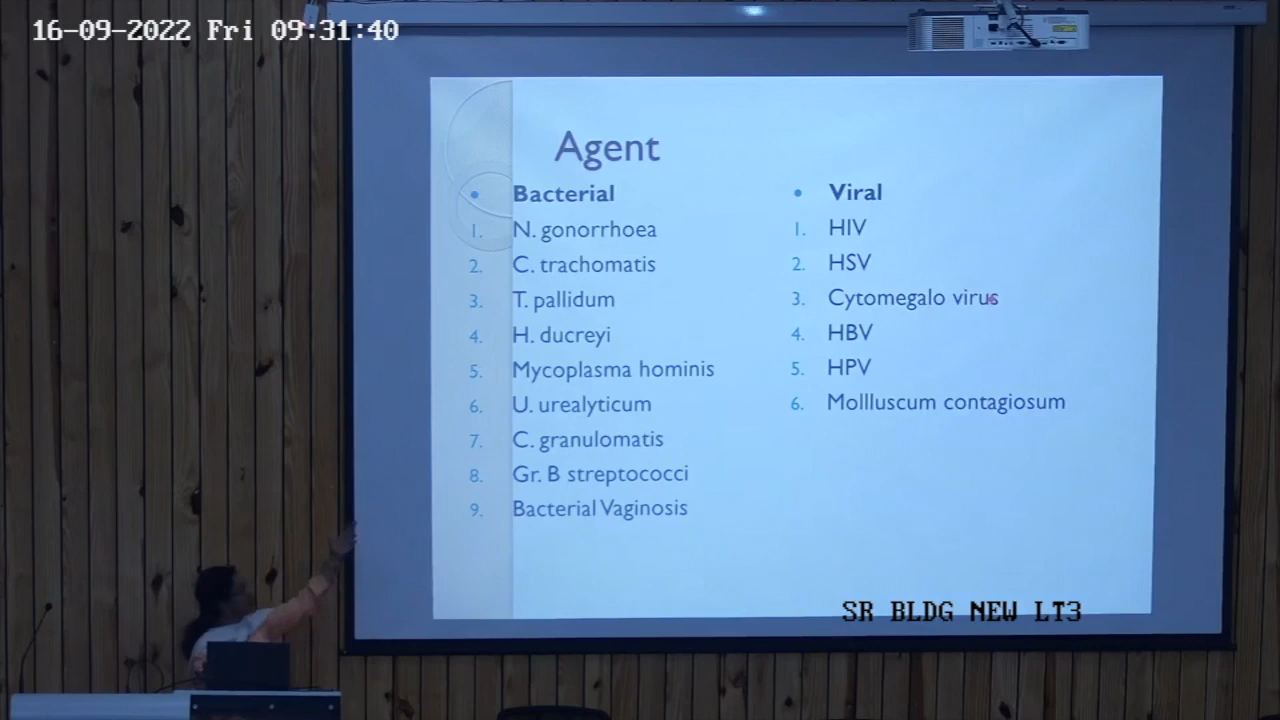 16-09-2022 Fri 09:31:40
Agent
• Bacterial
1. N. gonorrhoea
2. C. trachomatis
3. T. pallidum
4. H. ducreyi
5. Mycoplasma hominis
6. U. urealyticum
7. C. granulomatis
8. Gr. B streptococci
9. Bacterial Vaginosis
• Viral
1. HIV
2. HSV
3. Cytomegalo virus
4. HBV
5. HPV
6. Mollluscum contagiosum
SR BLDG NEW LT3